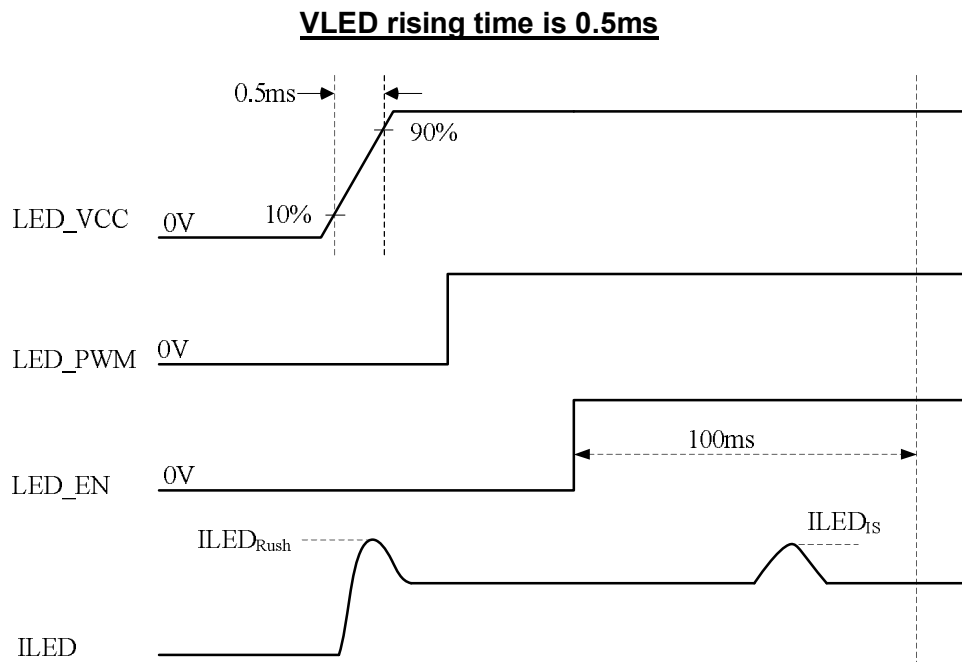 VLED rising time is 0.5ms
0.5ms
90%
10%
LED_VCC
0V
LED_PWM
0V
100ms
LED_EN
0V
ILEDRush
ILEDIS
ILED